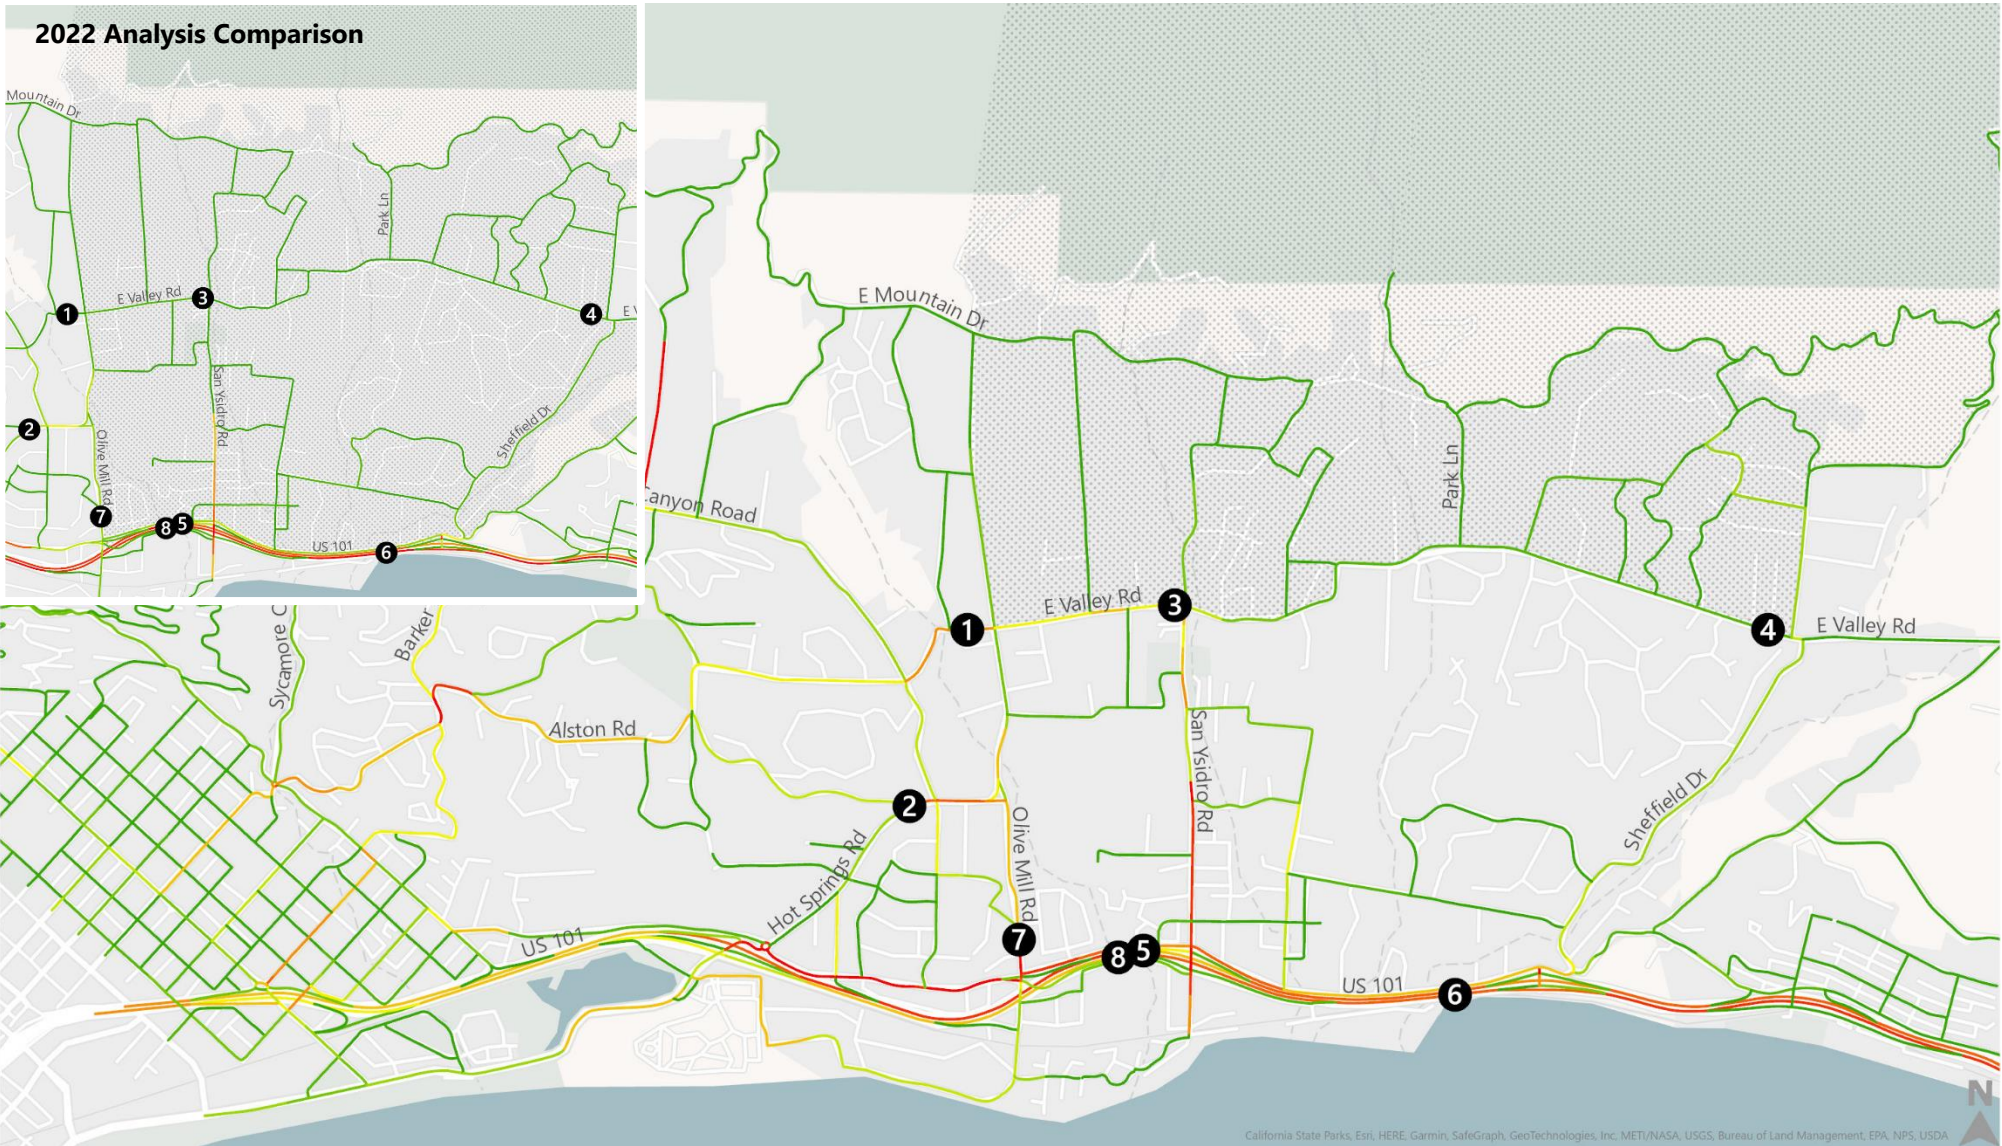 2022 Analysis Comparison
Mountain Dr
Park Ln
E Valley Rd
3
1
4
E V
San Ysidro Rd
2
Olive Mill Rd
Sheffield Dr
7
8
5
US 101
6
E Mountain Dr
Park Ln
Canyon Road
E Valley Rd
3
1
4
E Valley Rd
Sycamore C
Barker
Alston Rd
San Ysidro Rd
2
Olive Mill Rd
Sheffield Dr
Hot Springs Rd
US 101
7
8
5
US 101
6
N
California State Parks, Esri, HERE, Garmin, SafeGraph, GeoTechnologies, Inc, METI/NASA, USGS, Bureau of Land Management, EPA, NPS, USDA